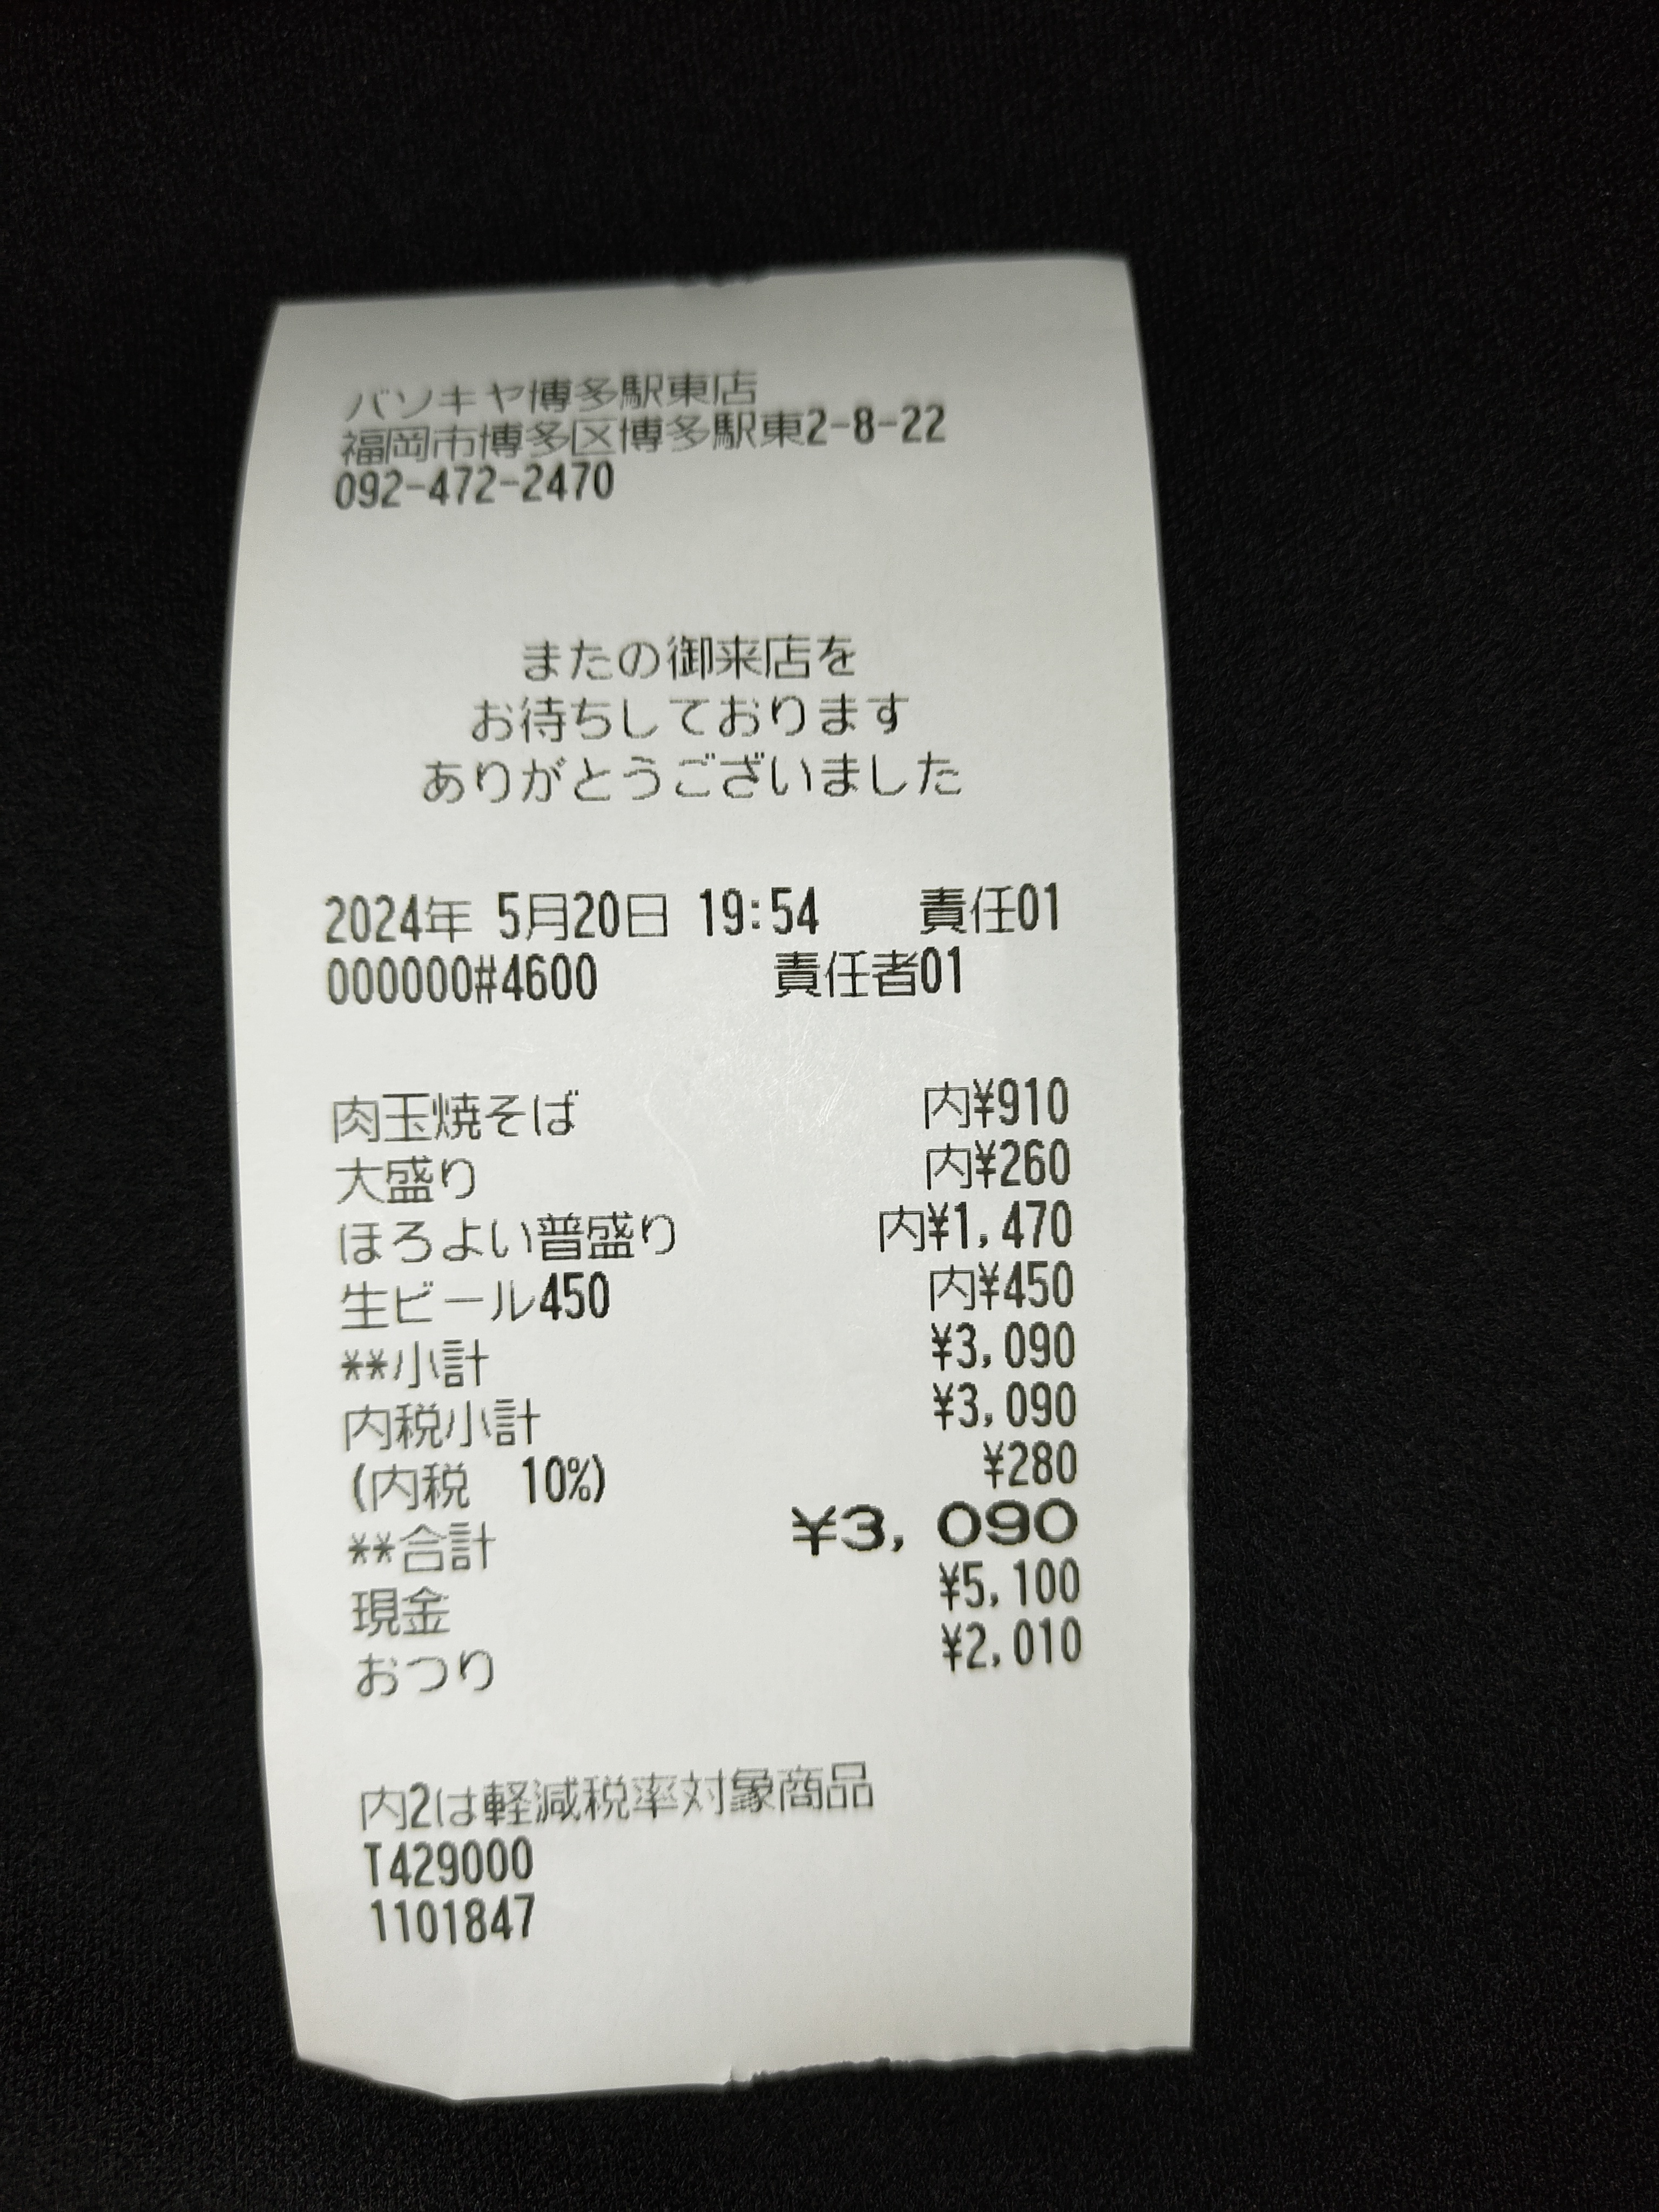 バソキヤ博多駅東店
福岡市博多区博多駅東2-8-22
092-472-2470
またの御来店を
お待ちしております
ありがとうございました
2024年 5月20日 19:54 責任01
000000#4600 責任者01
肉玉焼そば 内¥910
大盛り 内¥260
ほろよい普盛り 内¥1,470
生ビール450 内¥450
**小計 ¥3,090
内税小計 ¥3,090
(内税 10%) ¥280
**合計 ¥3,090
現金 ¥5,100
おつり ¥2,010
内2は軽減税率対象商品
T429000
1101847